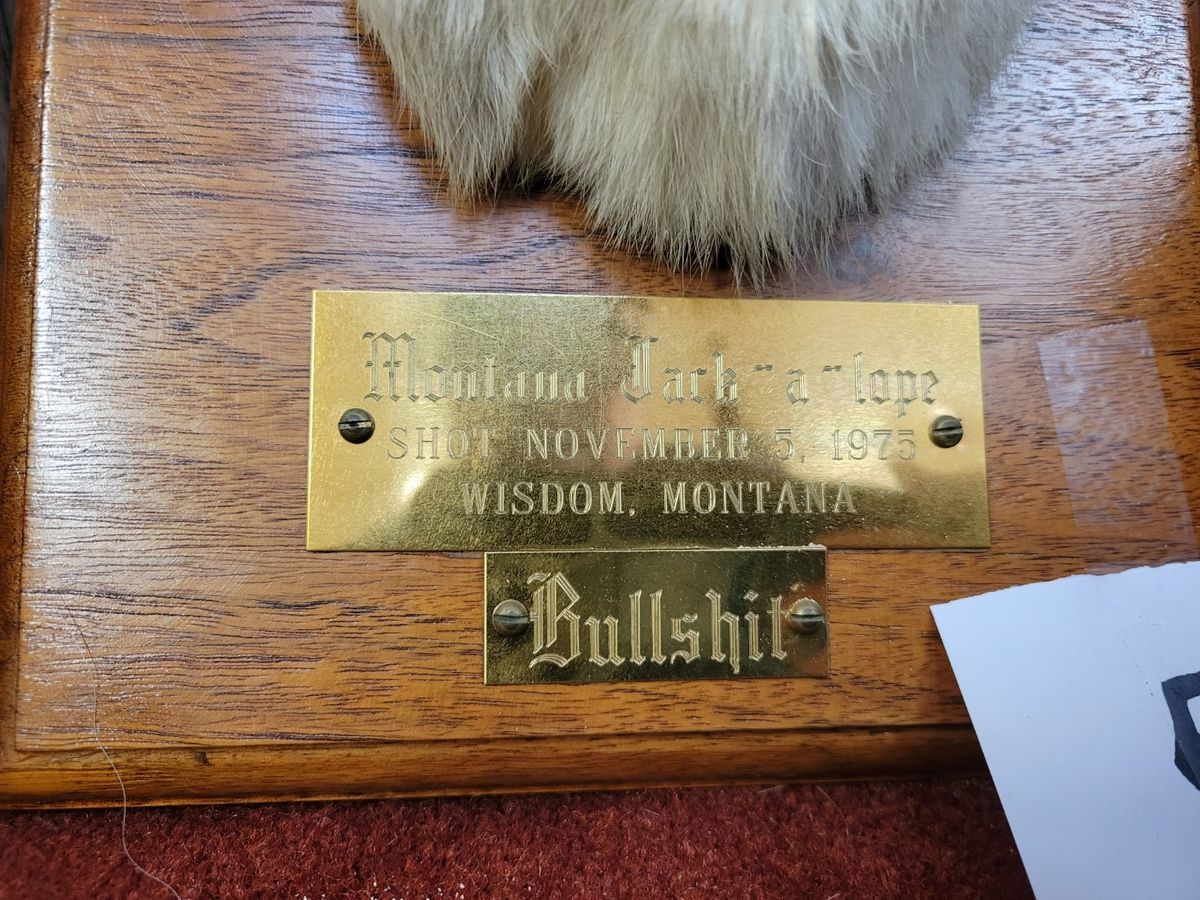 Montana Jack-a-lope
SHOT NOVEMBER 5, 1975
WISDOM, MONTANA
Bullshit